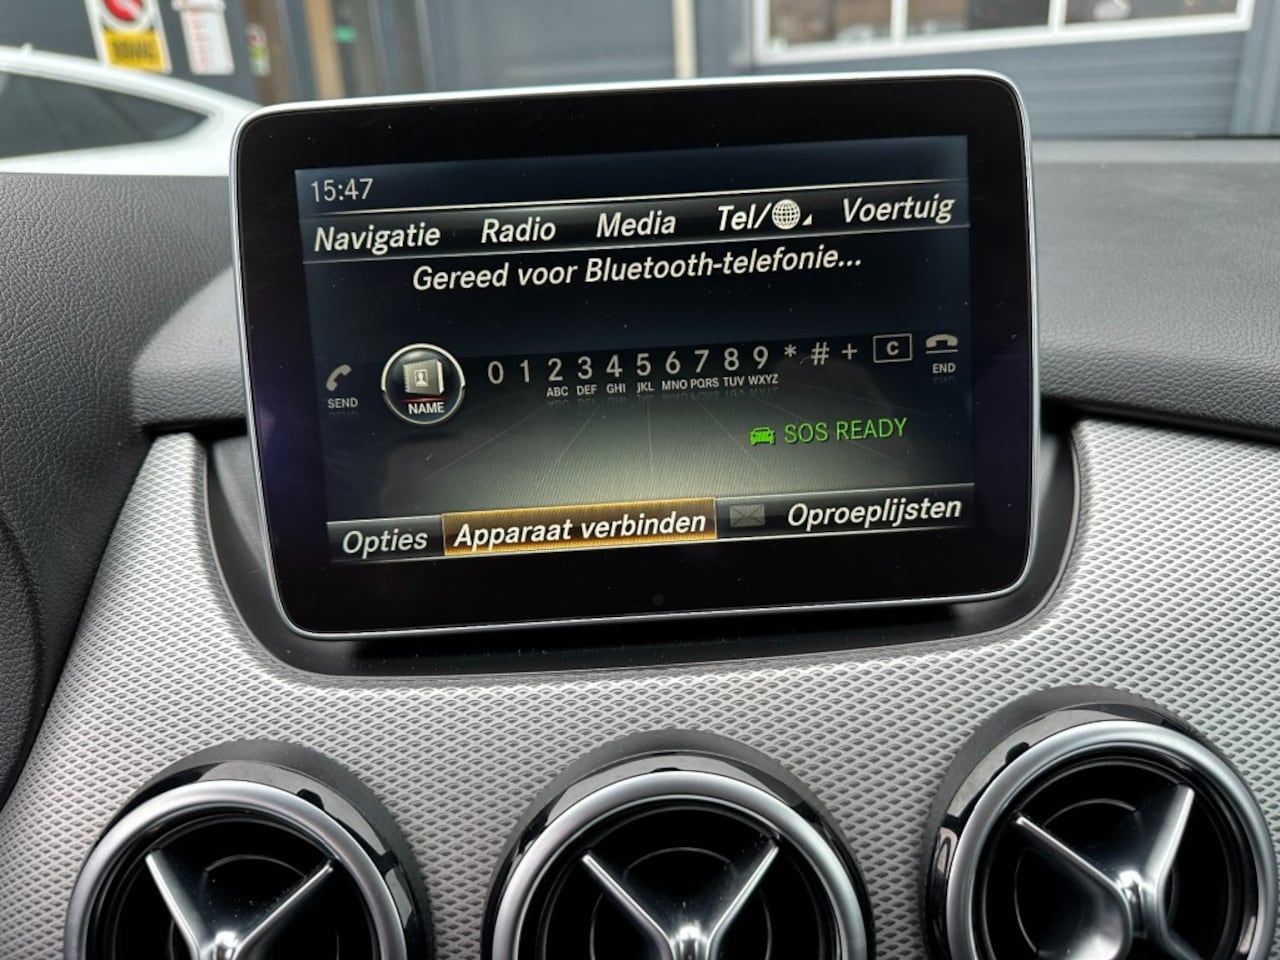 15:47
Navigatie Radio Media Tel/ Voertuig
Gereed voor Bluetooth-telefonie...
SEND NAME 0 1 2 3 4 5 6 7 8 9 * # + C END
ABC DEF GHI JKL MNO PQRS TUV WXYZ
SOS READY
Opties Apparaat verbinden Oproeplijsten